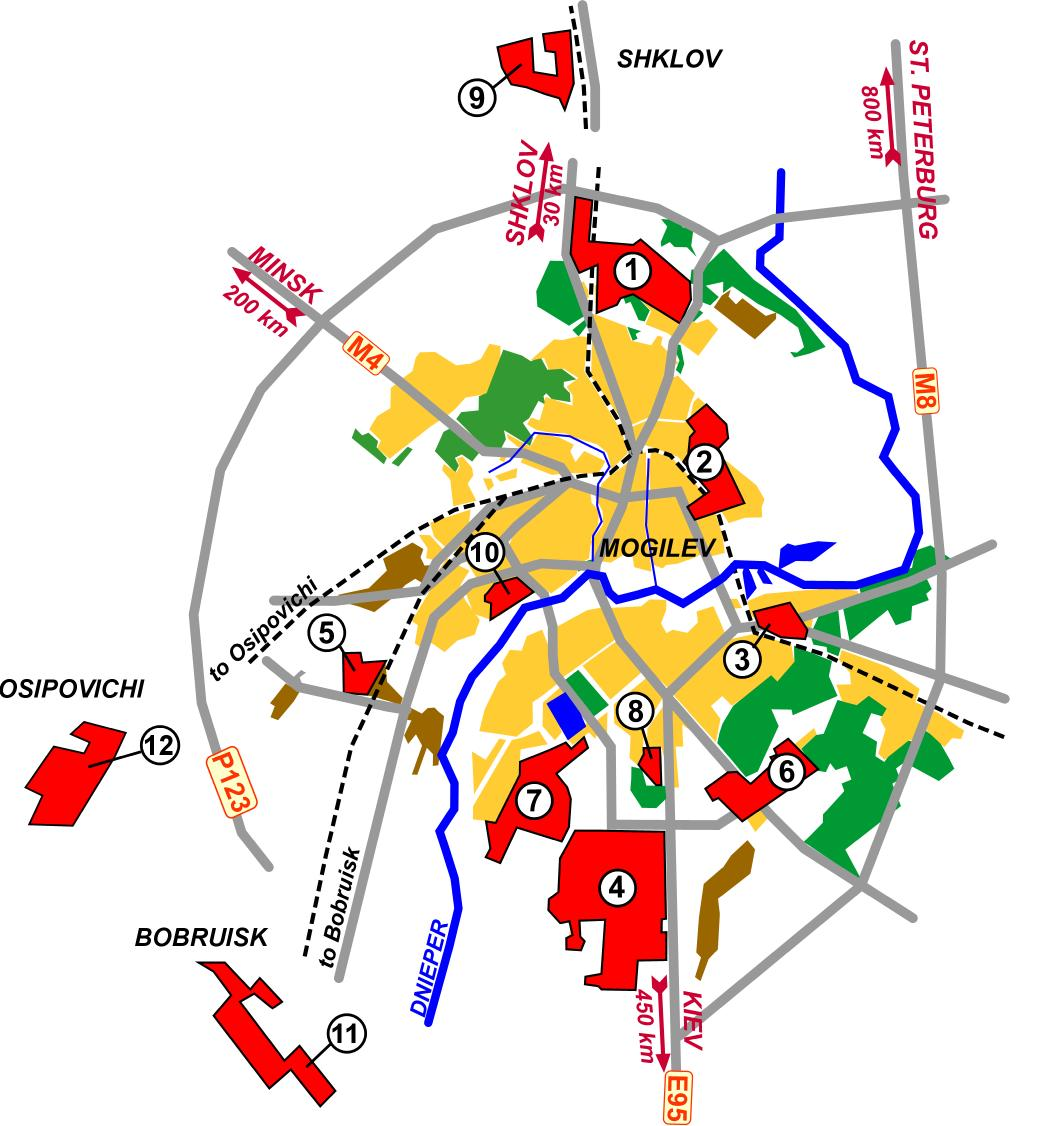 SHKLOV
9
ST. PETERBURG
800 km
SHKLOV
30 km
1
MINSK
200 km
M4
M8
2
MOGILEV
10
to Osipovichi
5
3
OSIPOVICHI
12
8
P123
6
7
4
to Bobruisk
BOBRUISK
DNIEPER
KIEV
450 km
11
E95